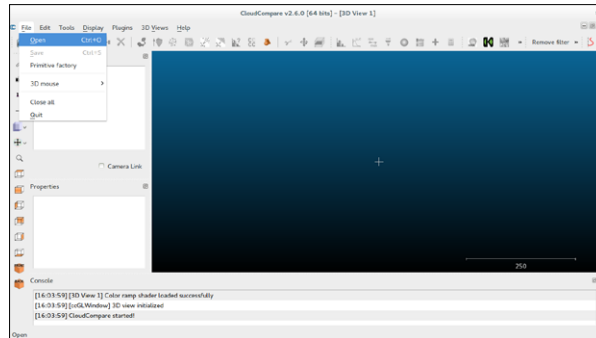 CloudCompare v2.6.0 [64 bits] - [3D View 1]
File Edit Tools Display Plugins 3D Views Help
Open Ctrl+O
Save Ctrl+S
Primitive factory
3D mouse
Close all
Quit
Remove filter
Camera Link
Properties
250
Console
[16:03:59] [3D View 1] Color ramp shader loaded successfully
[16:03:59] [ccGLWindow] 3D view initialized
[16:03:59] CloudCompare started!
Open